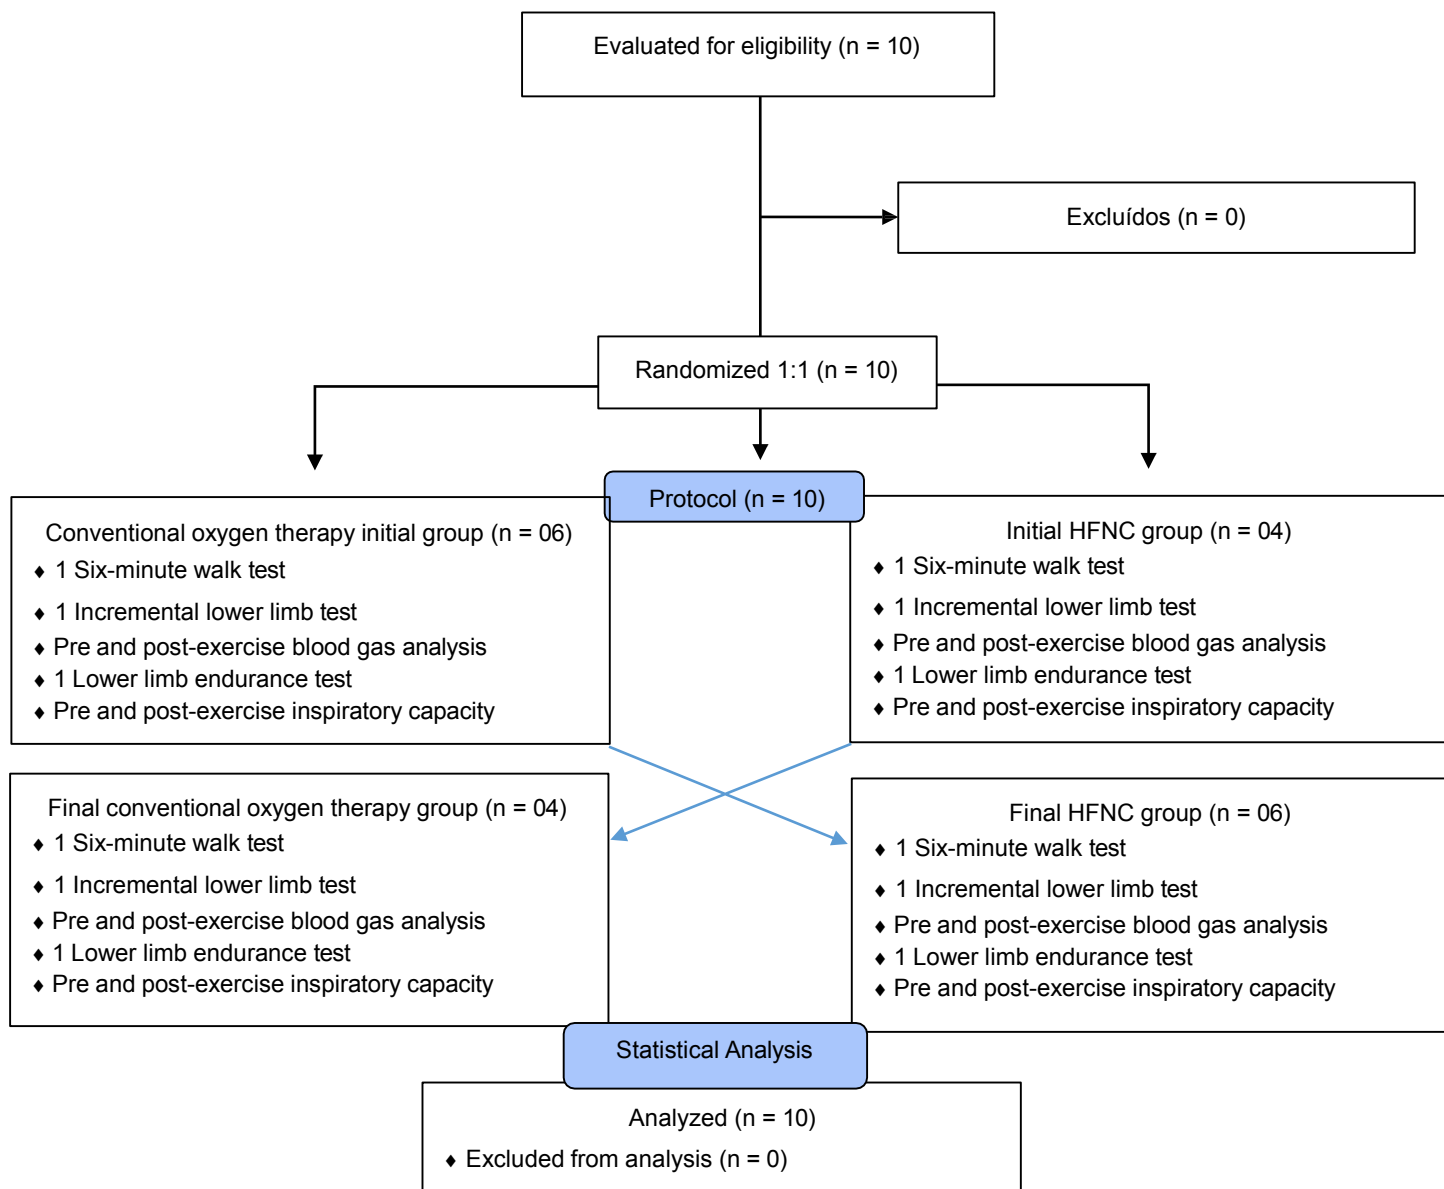 Evaluated for eligibility (n = 10)
Excluídos (n = 0)
Randomized 1:1 (n = 10)
Protocol (n = 10)
Conventional oxygen therapy initial group (n = 06)
♦ 1 Six-minute walk test
♦ 1 Incremental lower limb test
♦ Pre and post-exercise blood gas analysis
♦ 1 Lower limb endurance test
♦ Pre and post-exercise inspiratory capacity
Initial HFNC group (n = 04)
♦ 1 Six-minute walk test
♦ 1 Incremental lower limb test
♦ Pre and post-exercise blood gas analysis
♦ 1 Lower limb endurance test
♦ Pre and post-exercise inspiratory capacity
Final conventional oxygen therapy group (n = 04)
♦ 1 Six-minute walk test
♦ 1 Incremental lower limb test
♦ Pre and post-exercise blood gas analysis
♦ 1 Lower limb endurance test
♦ Pre and post-exercise inspiratory capacity
Final HFNC group (n = 06)
♦ 1 Six-minute walk test
♦ 1 Incremental lower limb test
♦ Pre and post-exercise blood gas analysis
♦ 1 Lower limb endurance test
♦ Pre and post-exercise inspiratory capacity
Statistical Analysis
Analyzed (n = 10)
♦ Excluded from analysis (n = 0)